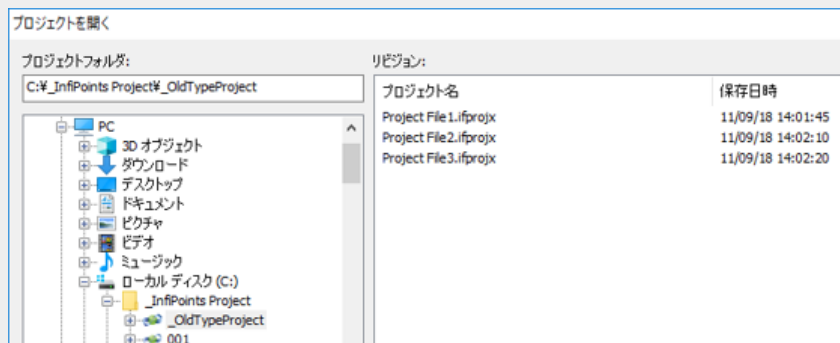 プロジェクトを開く
プロジェクトフォルダ:
C:¥_InfiPoints Project¥_OldTypeProject
PC
3D オブジェクト
ダウンロード
デスクトップ
ドキュメント
ピクチャ
ビデオ
ミュージック
ローカル ディスク (C:)
_InfiPoints Project
_OldTypeProject
001
リビジョン:
プロジェクト名 保存日時
Project File1.ifprojx 11/09/18 14:01:45
Project File2.ifprojx 11/09/18 14:02:10
Project File3.ifprojx 11/09/18 14:02:20